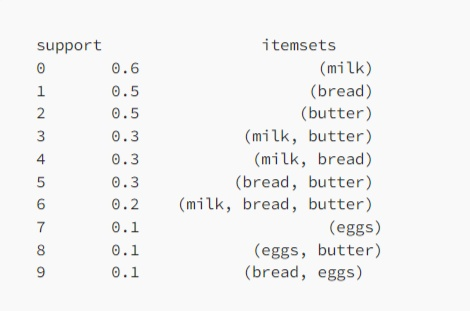 support itemsets
0 0.6 (milk)
1 0.5 (bread)
2 0.5 (butter)
3 0.3 (milk, butter)
4 0.3 (milk, bread)
5 0.3 (bread, butter)
6 0.2 (milk, bread, butter)
7 0.1 (eggs)
8 0.1 (eggs, butter)
9 0.1 (bread, eggs)